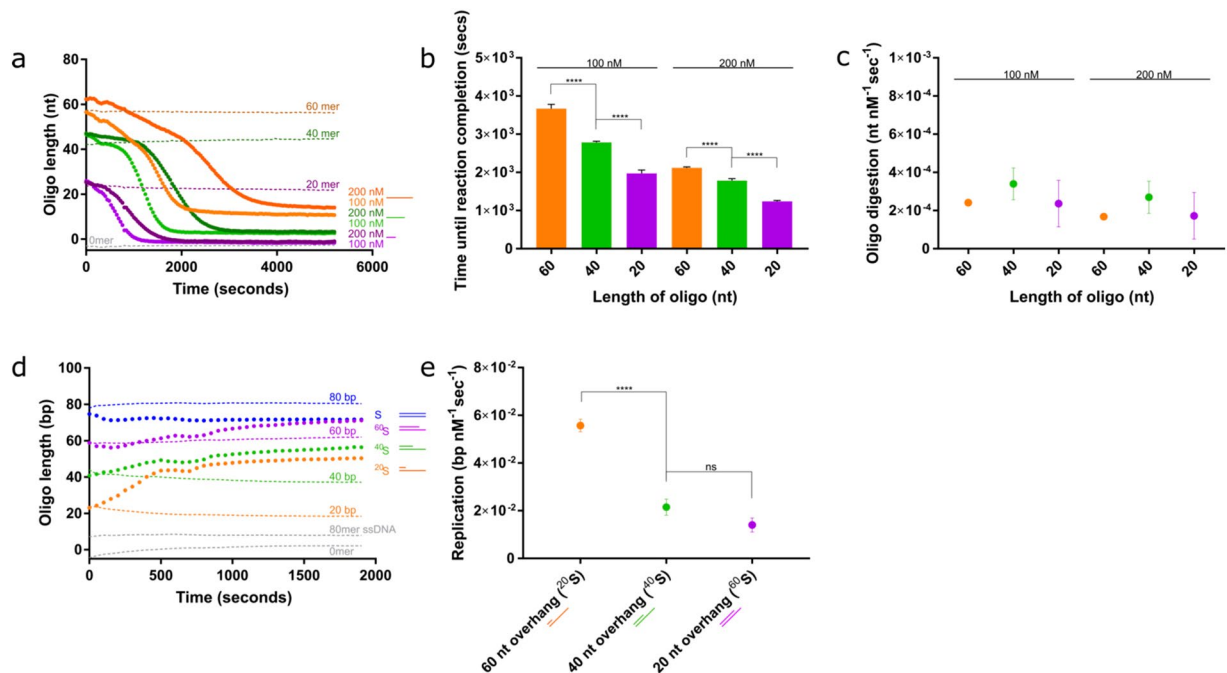 a
Oligo length (nt)
80
60
40
20
0
60 mer
40 mer
20 mer
0mer
200 nM
100 nM
200 nM
100 nM
200 nM
100 nM
0
2000
4000
6000
Time (seconds)
b
Time until reaction completion (secs)
5×10³
4×10³
3×10³
2×10³
1×10³
0
100 nM
200 nM
****
****
****
****
60
40
20
60
40
20
Length of oligo (nt)
c
Oligo digestion (nt nM⁻¹sec⁻¹)
1×10⁻³
8×10⁻⁴
6×10⁻⁴
4×10⁻⁴
2×10⁻⁴
0
100 nM
200 nM
60
40
20
60
40
20
Length of oligo (nt)
d
Oligo length (bp)
100
80
60
40
20
0
80 bp
60 bp
40 bp
20 bp
80mer ssDNA
0mer
S
⁶⁰S
⁴⁰S
²⁰S
0
500
1000
1500
2000
Time (seconds)
e
Replication (bp nM⁻¹sec⁻¹)
8×10⁻²
6×10⁻²
4×10⁻²
2×10⁻²
0
****
ns
60 nt overhang (²⁰S)
40 nt overhang (⁴⁰S)
20 nt overhang (⁶⁰S)